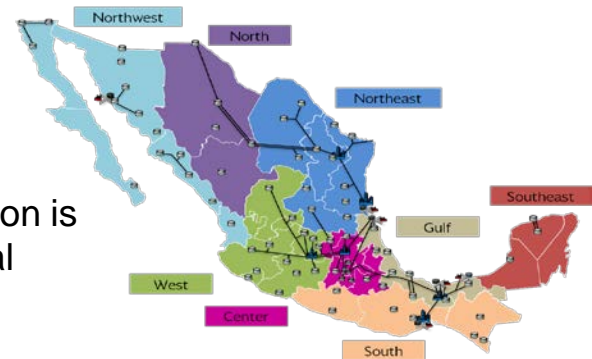 Northwest
North
Northeast
Southeast
on is
al
Gulf
West
Center
South